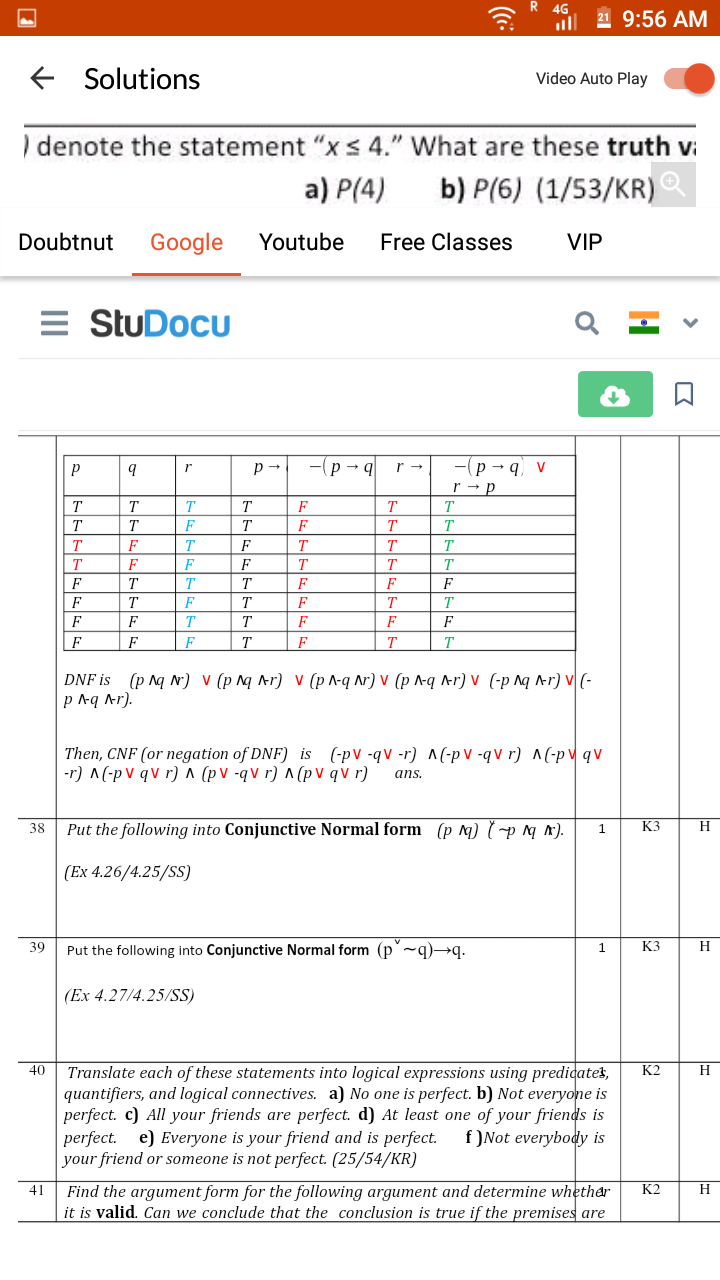 R 4G 21 9:56 AM
Solutions Video Auto Play
) denote the statement “x ≤ 4.” What are these truth va
a) P(4) b) P(6) (1/53/KR)
Doubtnut Google Youtube Free Classes VIP
StuDocu
p q r p → −(p → q r → −(p → q) ∨
r → p
T T T T F T T
T T F T F T T
T F T F T T T
T F F F T T T
F T T T F F F
F T F T F T T
F F T T F F F
F F F T F T T
DNF is (p ∧q ∧r) ∨ (p ∧q ∧-r) ∨ (p ∧-q ∧r) ∨ (p ∧-q ∧-r) ∨ (-p ∧q ∧-r) ∨ (-
p ∧-q ∧-r).
Then, CNF (or negation of DNF) is (-p∨ -q∨ -r) ∧(-p∨ -q∨ r) ∧(-p∨ q∨
-r) ∧(-p∨ q∨ r) ∧ (p∨ -q∨ r) ∧(p∨ q∨ r) ans.
38 Put the following into Conjunctive Normal form (p ∧q) ˅ (∼p ∧q ∧r). 1 K3 H
(Ex 4.26/4.25/SS)
39 Put the following into Conjunctive Normal form (p˅∼q)→q. 1 K3 H
(Ex 4.27/4.25/SS)
40 Translate each of these statements into logical expressions using predicates, 1 K2 H
quantifiers, and logical connectives. a) No one is perfect. b) Not everyone is
perfect. c) All your friends are perfect. d) At least one of your friends is
perfect. e) Everyone is your friend and is perfect. f )Not everybody is
your friend or someone is not perfect. (25/54/KR)
41 Find the argument form for the following argument and determine whether 1 K2 H
it is valid. Can we conclude that the conclusion is true if the premises are